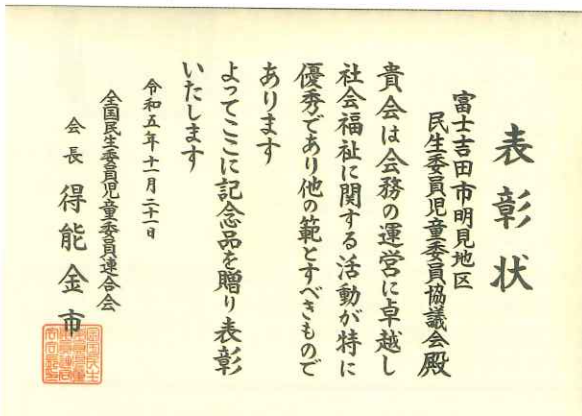 表彰状
富士吉田市明見地区
民生委員児童委員協議会殿
貴会は会務の運営に卓越し
社会福祉に関する活動が特に
優秀であり他の範とすべきもので
あります
よってここに記念品を贈り表彰
いたします
令和五年十一月二十一日
全国民生委員児童委員連合会
会長 得能金市